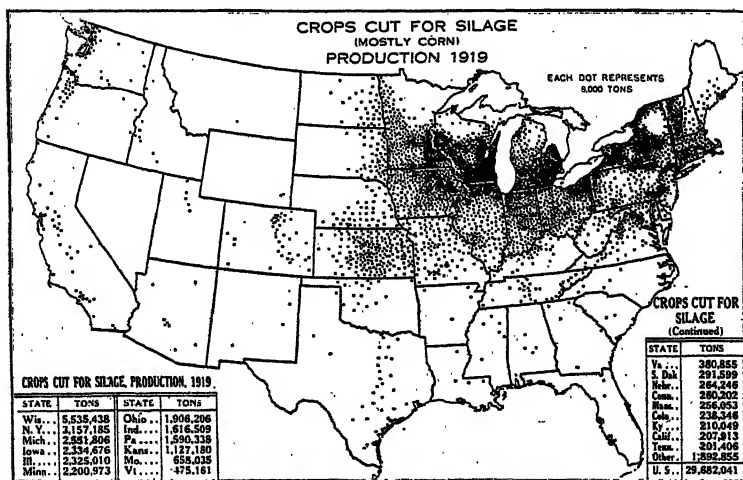 CROPS CUT FOR SILAGE
(MOSTLY CORN)
PRODUCTION 1919
EACH DOT REPRESENTS
5,000 TONS
CROPS CUT FOR SILAGE, PRODUCTION, 1919
STATE TONS STATE TONS
Wis... 5,535,438 Ohio.. 1,906,206
N. Y. 3,157,185 Ind... 1,616,509
Mich.. 2,551,806 Pa.... 1,590,338
Iowa.. 2,334,676 Kans.. 1,127,180
Ill.... 2,325,010 Mo.... 658,035
Minn.. 2,200,973 Vt.... 475,161
CROPS CUT FOR
SILAGE
(Continued)
STATE TONS
Va.... 380,855
S. Dak 291,599
Nebr.. 264,246
Conn.. 260,202
Mass.. 256,053
Colo.. 238,346
Ky.... 210,049
Calif.. 207,913
Tenn.. 201,406
Other. 1,892,855
U. S.. 29,682,041